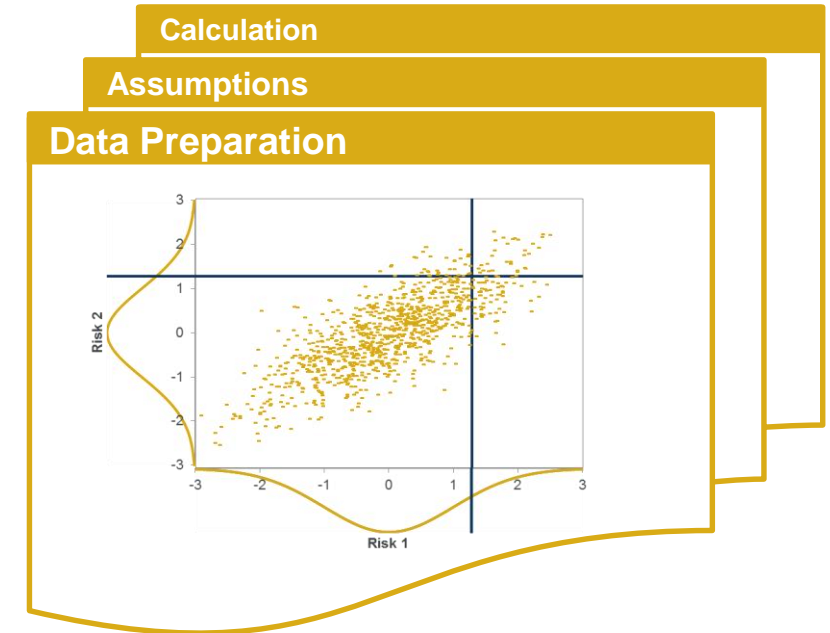 Calculation
Assumptions
Data Preparation
3
2
1
0
-1
-2
-3
Risk 2
-3 -2 -1 0 1 2 3
Risk 1